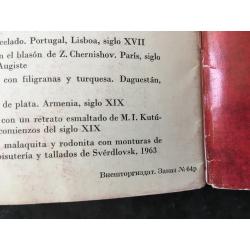 celado. Portugal, Lisboa, siglo XVII
n el blasón de Z. Chernishov. París, siglo
Augiste
con filigranas y turquesa. Daguestán,
de plata. Armenia, siglo XIX
con un retrato esmaltado de M. I. Kutú-
comienzos del siglo XIX
malaquita y rodonita con monturas de
bisutería y tallados de Svérdlovsk. 1963
Внешторгиздат. Заказ № 64р.